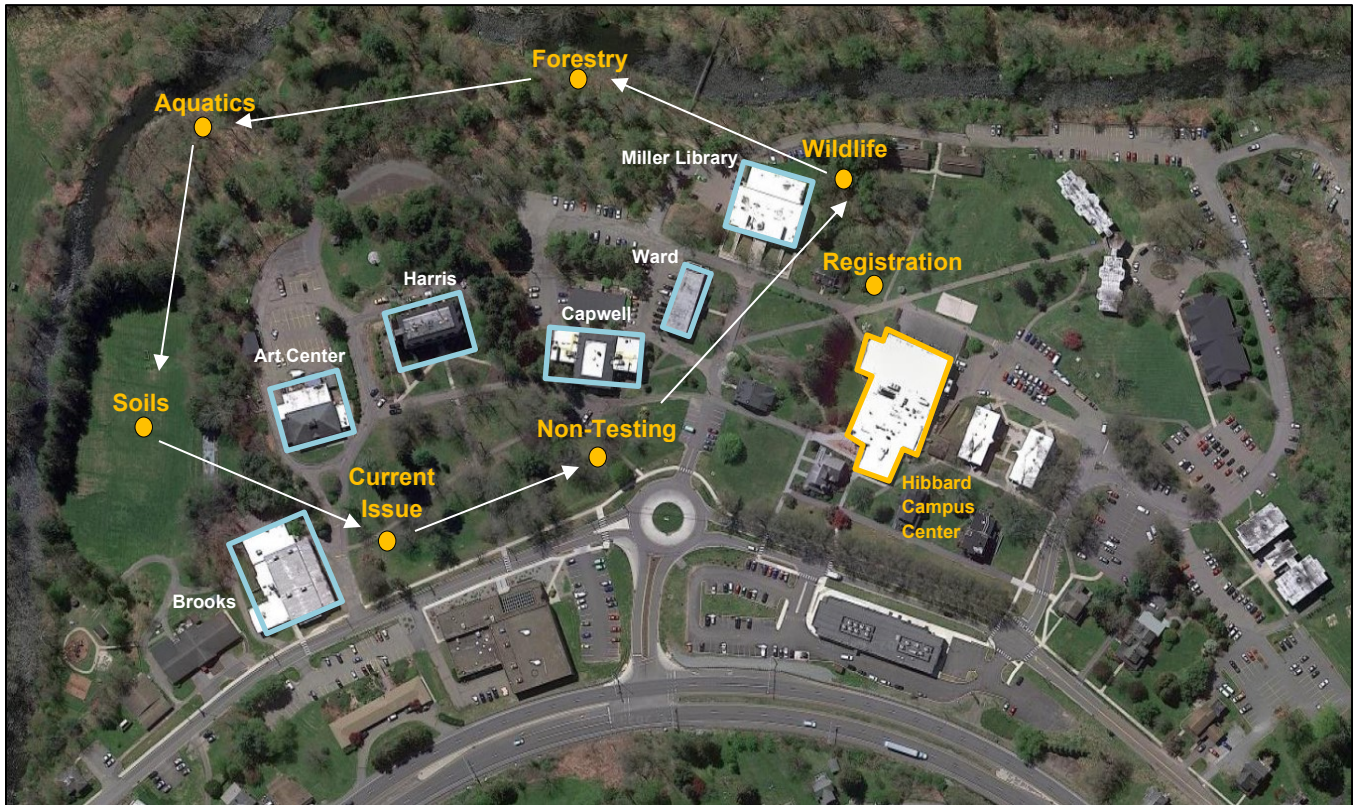 Forestry
Aquatics
Wildlife
Miller Library
Registration
Ward
Harris
Capwell
Art Center
Soils
Non-Testing
Current
Issue
Hibbard
Campus
Center
Brooks